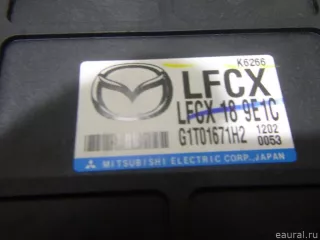 K6266
LFCX
LFCX 18 9E1C
G1T01671H2
1202
0053
MITSUBISHI ELECTRIC CORP., JAPAN
© eaural.ru